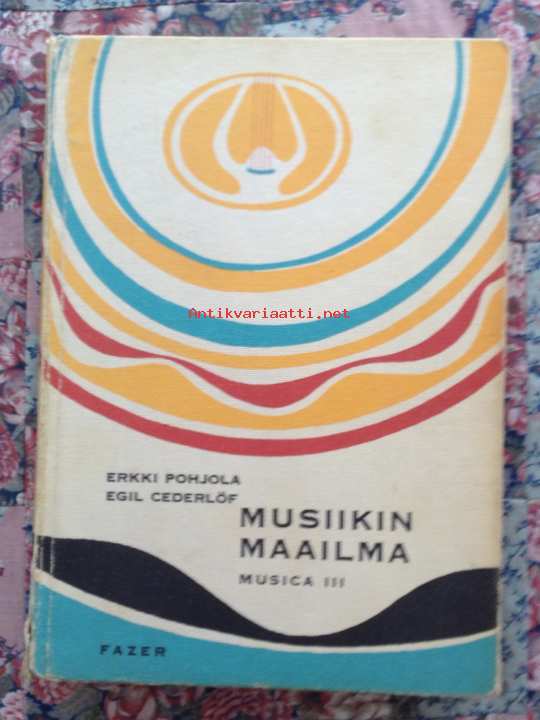 Antikvariaatti.net
ERKKI POHJOLA
EGIL CEDERLÖF
MUSIIKIN
MAAILMA
MUSICA III
FAZER